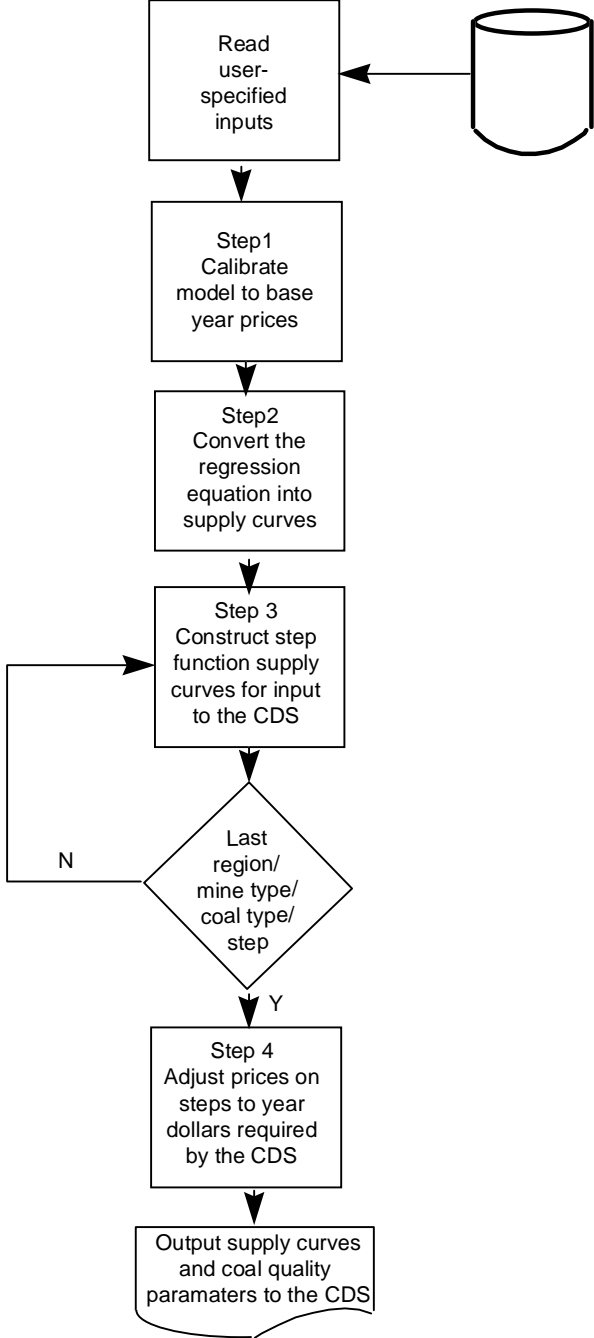 Read
user-
specified
inputs
Step1
Calibrate
model to base
year prices
Step2
Convert the
regression
equation into
supply curves
Step 3
Construct step
function supply
curves for input
to the CDS
N
Last
region/
mine type/
coal type/
step
Y
Step 4
Adjust prices on
steps to year
dollars required
by the CDS
Output supply curves
and coal quality
paramaters to the CDS